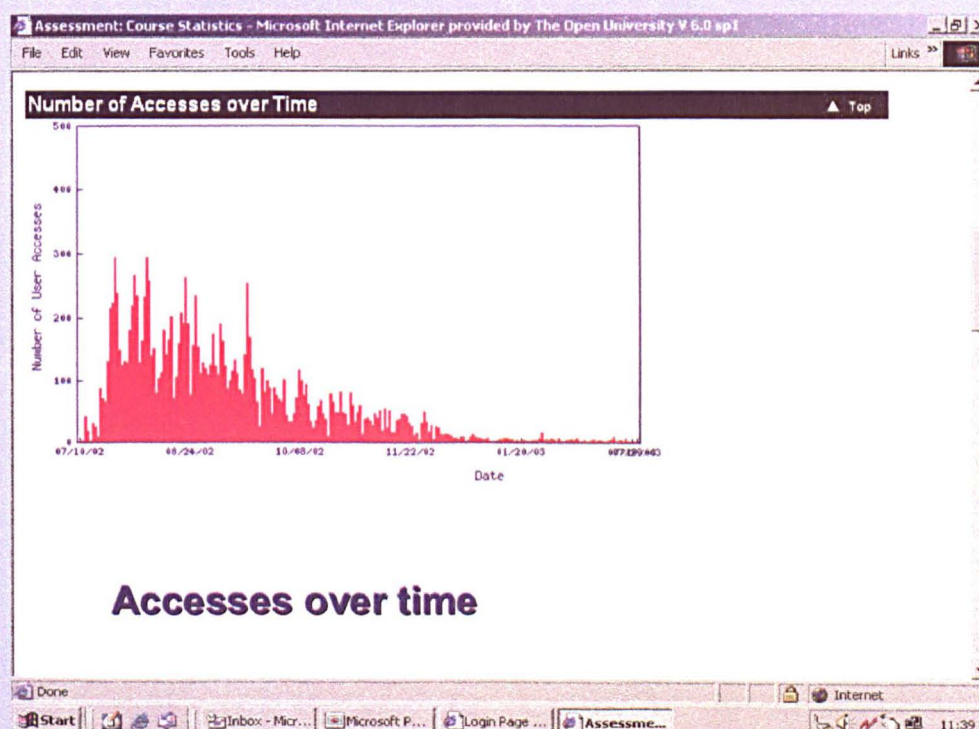 Assessment: Course Statistics - Microsoft Internet Explorer provided by The Open University V 6.0 sp1
File Edit View Favorites Tools Help Links »
Number of Accesses over Time Top
500
400
300
200
100
0
Number of User Accesses
07/10/02 08/26/02 10/08/02 11/22/02 01/20/03
Date
Accesses over time
Done Internet
Start Inbox - Micr... Microsoft P... Login Page ... Assessme... 11:39